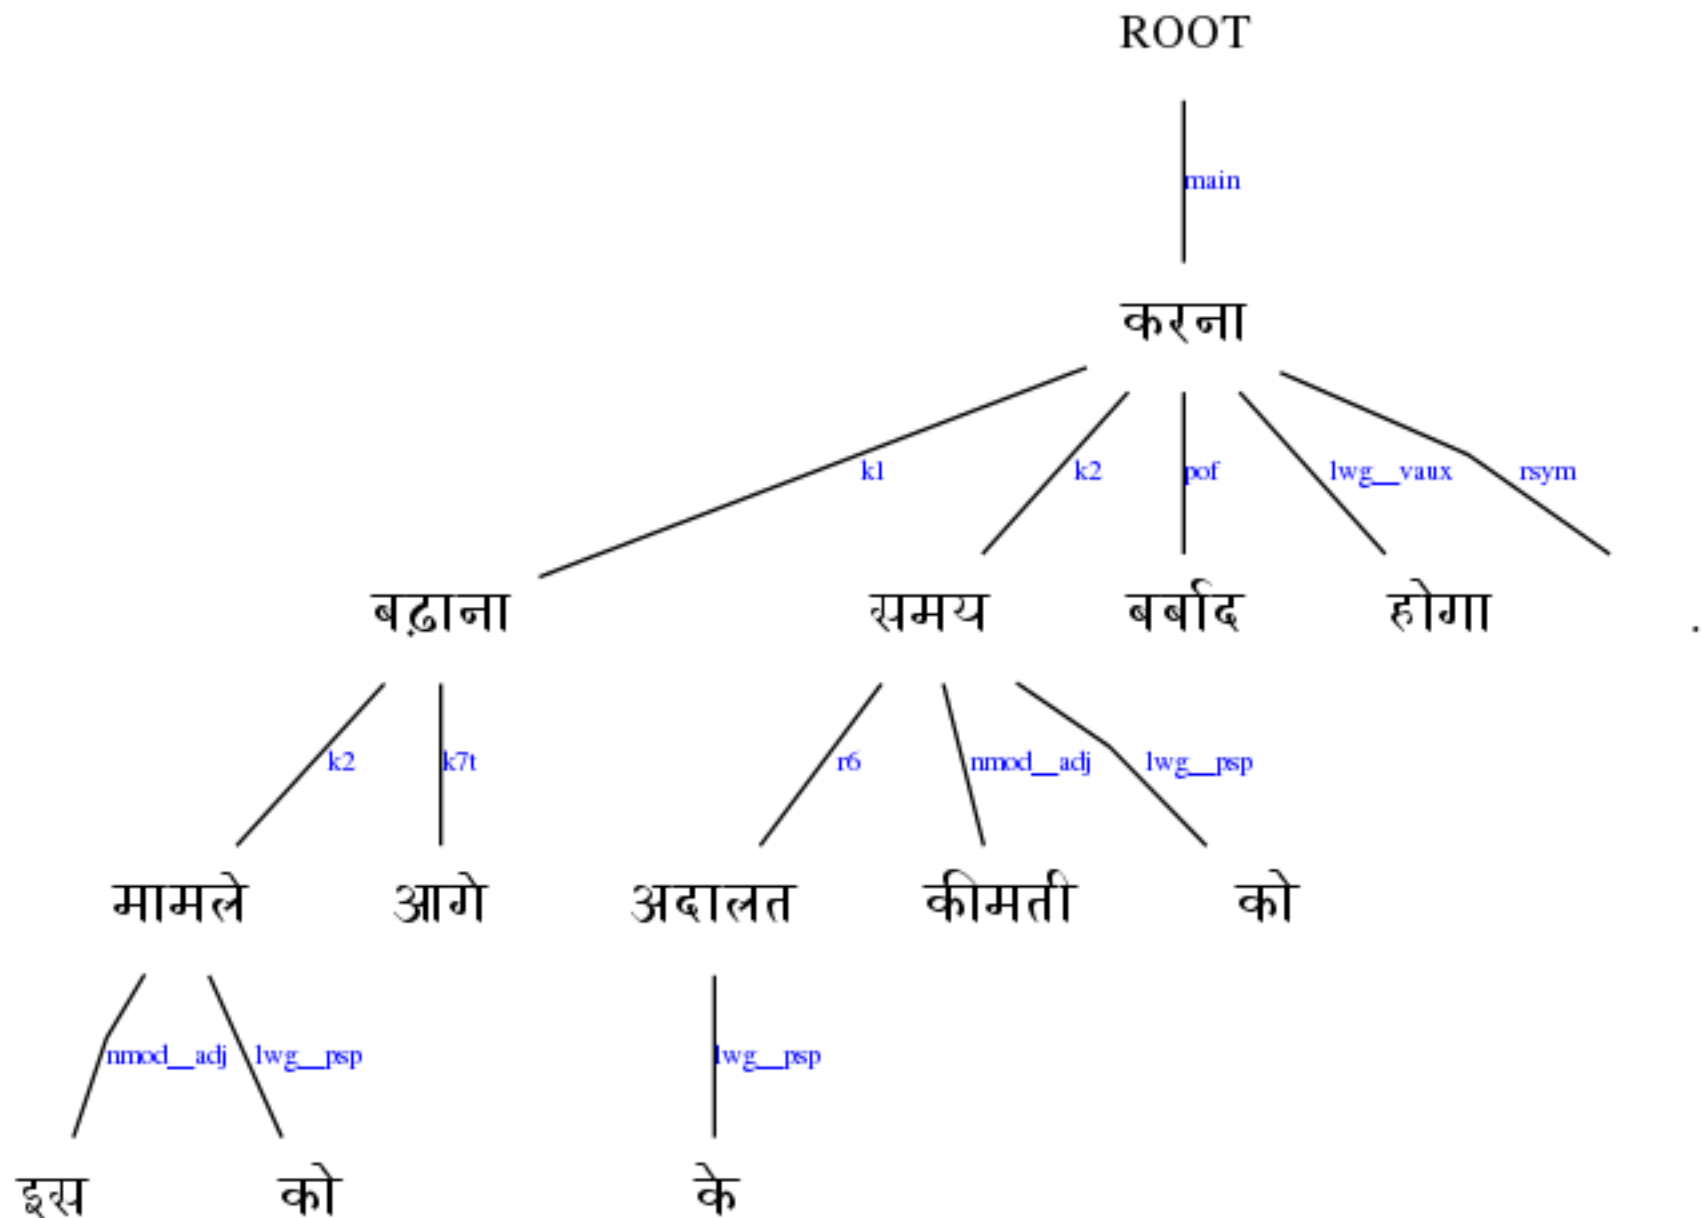 ROOT
main
करना
k1 k2 pof lwg__vaux rsym
बढ़ाना समय बर्बाद होगा .
k2 k7t r6 nmod__adj lwg__psp
मामले आगे अदालत कीमती को
nmod__adj lwg__psp lwg__psp
इस को के